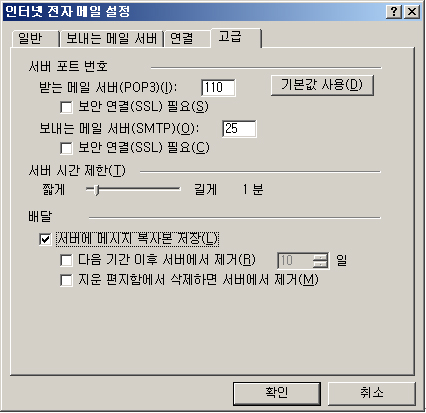 인터넷 전자 메일 설정
일반 보내는 메일 서버 연결 고급
서버 포트 번호
받는 메일 서버(POP3)(I): 110 기본값 사용(D)
보안 연결(SSL) 필요(S)
보내는 메일 서버(SMTP)(O): 25
보안 연결(SSL) 필요(C)
서버 시간 제한(T)
짧게 길게 1 분
배달
서버에 메시지 복사본 저장(L)
다음 기간 이후 서버에서 제거(R) 10 일
지운 편지함에서 삭제하면 서버에서 제거(M)
확인 취소